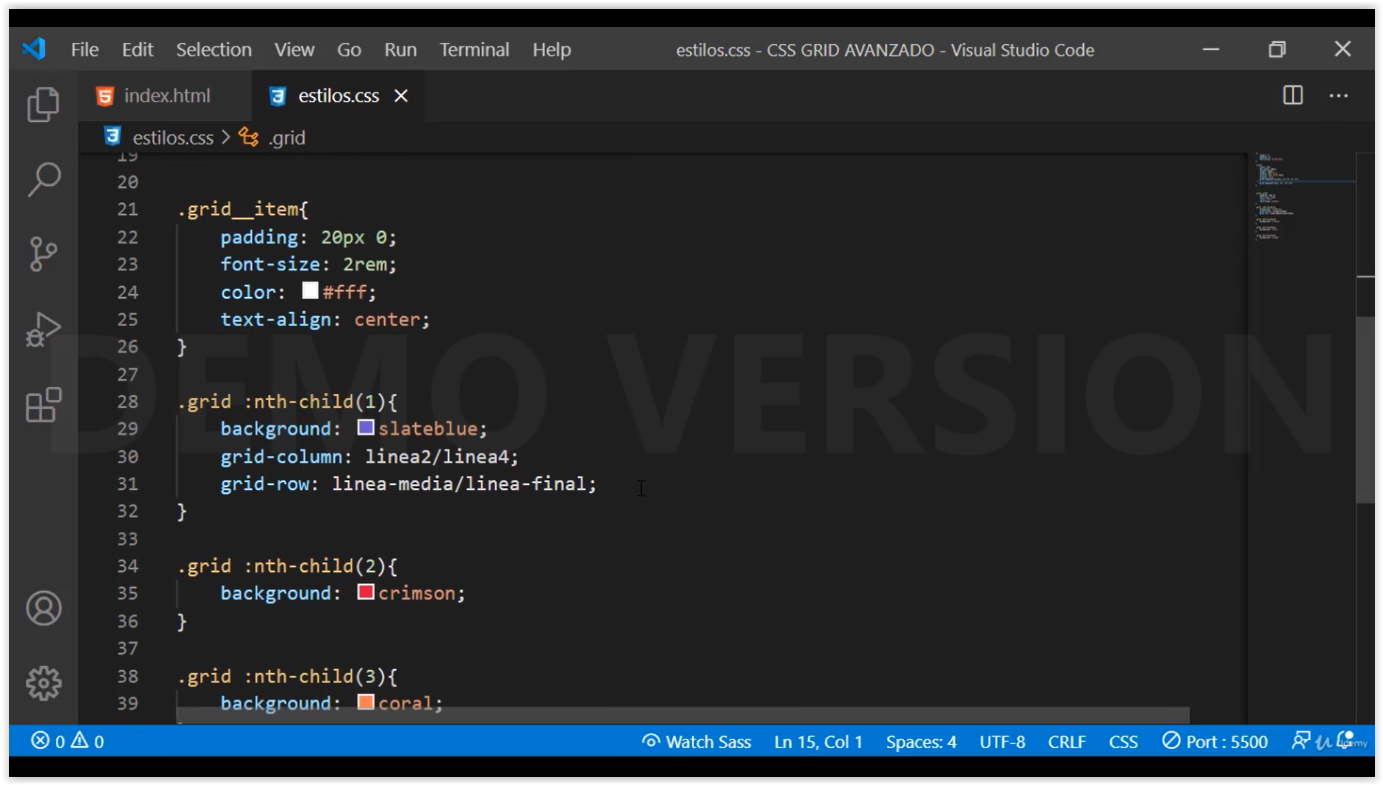 File Edit Selection View Go Run Terminal Help estilos.css - CSS GRID AVANZADO - Visual Studio Code
index.html estilos.css
estilos.css > .grid
19
20
21 .grid__item{
22 padding: 20px 0;
23 font-size: 2rem;
24 color: #fff;
25 text-align: center;
26 }
27
28 .grid :nth-child(1){
29 background: slateblue;
30 grid-column: linea2/linea4;
31 grid-row: linea-media/linea-final;
32 }
33
34 .grid :nth-child(2){
35 background: crimson;
36 }
37
38 .grid :nth-child(3){
39 background: coral;
DEMO VERSION
0 0 Watch Sass Ln 15, Col 1 Spaces: 4 UTF-8 CRLF CSS Port : 5500